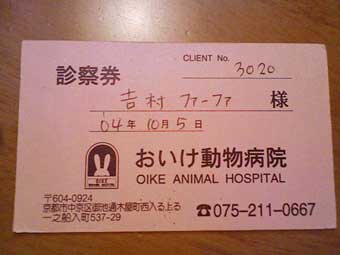 CLIENT No.
3020
診察券
吉村 ファーファ 様
'04年 10月 5日
OIKE
ANIMAL HOSPITAL
おいけ動物病院
OIKE ANIMAL HOSPITAL
〒604-0924
京都市中京区御池通木屋町西入る上る
一之船入町537-29
☎075-211-0667